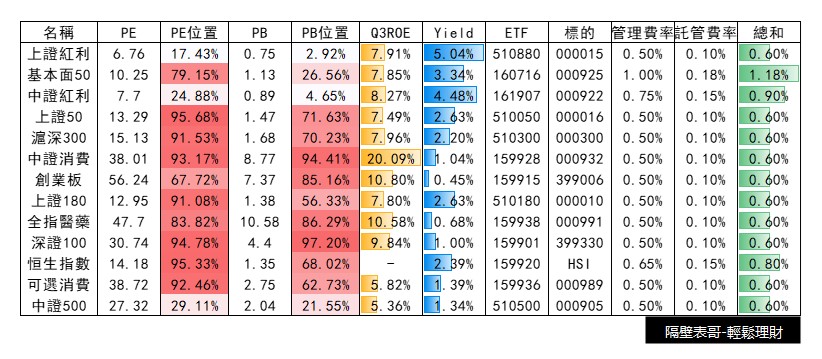 名稱 PE PE位置 PB PB位置 Q3ROE Yield ETF 標的 管理費率 託管費率 總和
上證紅利 6.76 17.43% 0.75 2.92% 7.91% 5.04% 510880 000015 0.50% 0.10% 0.60%
基本面50 10.25 79.15% 1.13 26.56% 7.85% 3.34% 160716 000925 1.00% 0.18% 1.18%
中證紅利 7.7 24.88% 0.89 4.65% 8.27% 4.48% 161907 000922 0.75% 0.15% 0.90%
上證50 13.29 95.68% 1.47 71.63% 7.49% 2.63% 510050 000016 0.50% 0.10% 0.60%
滬深300 15.13 91.53% 1.68 70.23% 7.96% 2.20% 510300 000300 0.50% 0.10% 0.60%
中證消費 38.01 93.17% 8.77 94.41% 20.09% 1.04% 159928 000932 0.50% 0.10% 0.60%
創業板 56.24 67.72% 7.37 85.16% 10.80% 0.45% 159915 399006 0.50% 0.10% 0.60%
上證180 12.95 91.08% 1.38 56.33% 7.80% 2.63% 510180 000010 0.50% 0.10% 0.60%
全指醫藥 47.7 83.82% 10.58 86.29% 10.58% 0.68% 159938 000991 0.50% 0.10% 0.60%
深證100 30.74 94.78% 4.4 97.20% 9.84% 1.00% 159901 399330 0.50% 0.10% 0.60%
恒生指數 14.18 95.33% 1.35 68.02% - 2.39% 159920 HSI 0.65% 0.15% 0.80%
可選消費 38.72 92.46% 2.75 62.73% 5.82% 1.39% 159936 000989 0.50% 0.10% 0.60%
中證500 27.32 29.11% 2.04 21.55% 5.36% 1.34% 510500 000905 0.50% 0.10% 0.60%
隔壁表哥-輕鬆理財